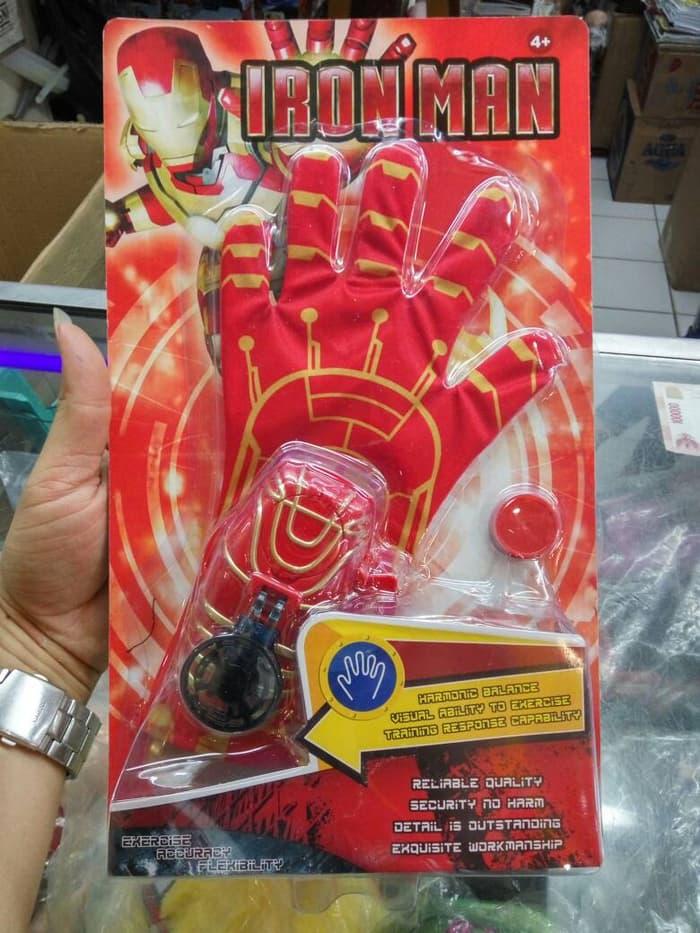 4+
IRON MAN
HARMONIC BALANCE
VISUAL ABILITY TO EXERCISE
TRAINING RESPONSE CAPABILITY
RELIABLE QUALITY
SECURITY NO HARM
DETAIL IS OUTSTANDING
EXQUISITE WORKMANSHIP
EXERCISE
ACCURACY
FLEXIBILITY
AQUA